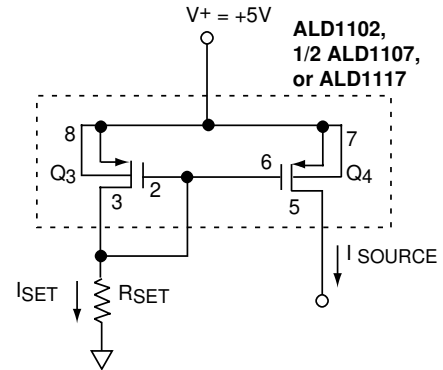 V+ = +5V
ALD1102,
1/2 ALD1107,
or ALD1117
8
7
Q3
2
6
Q4
3
5
I SOURCE
ISET
RSET